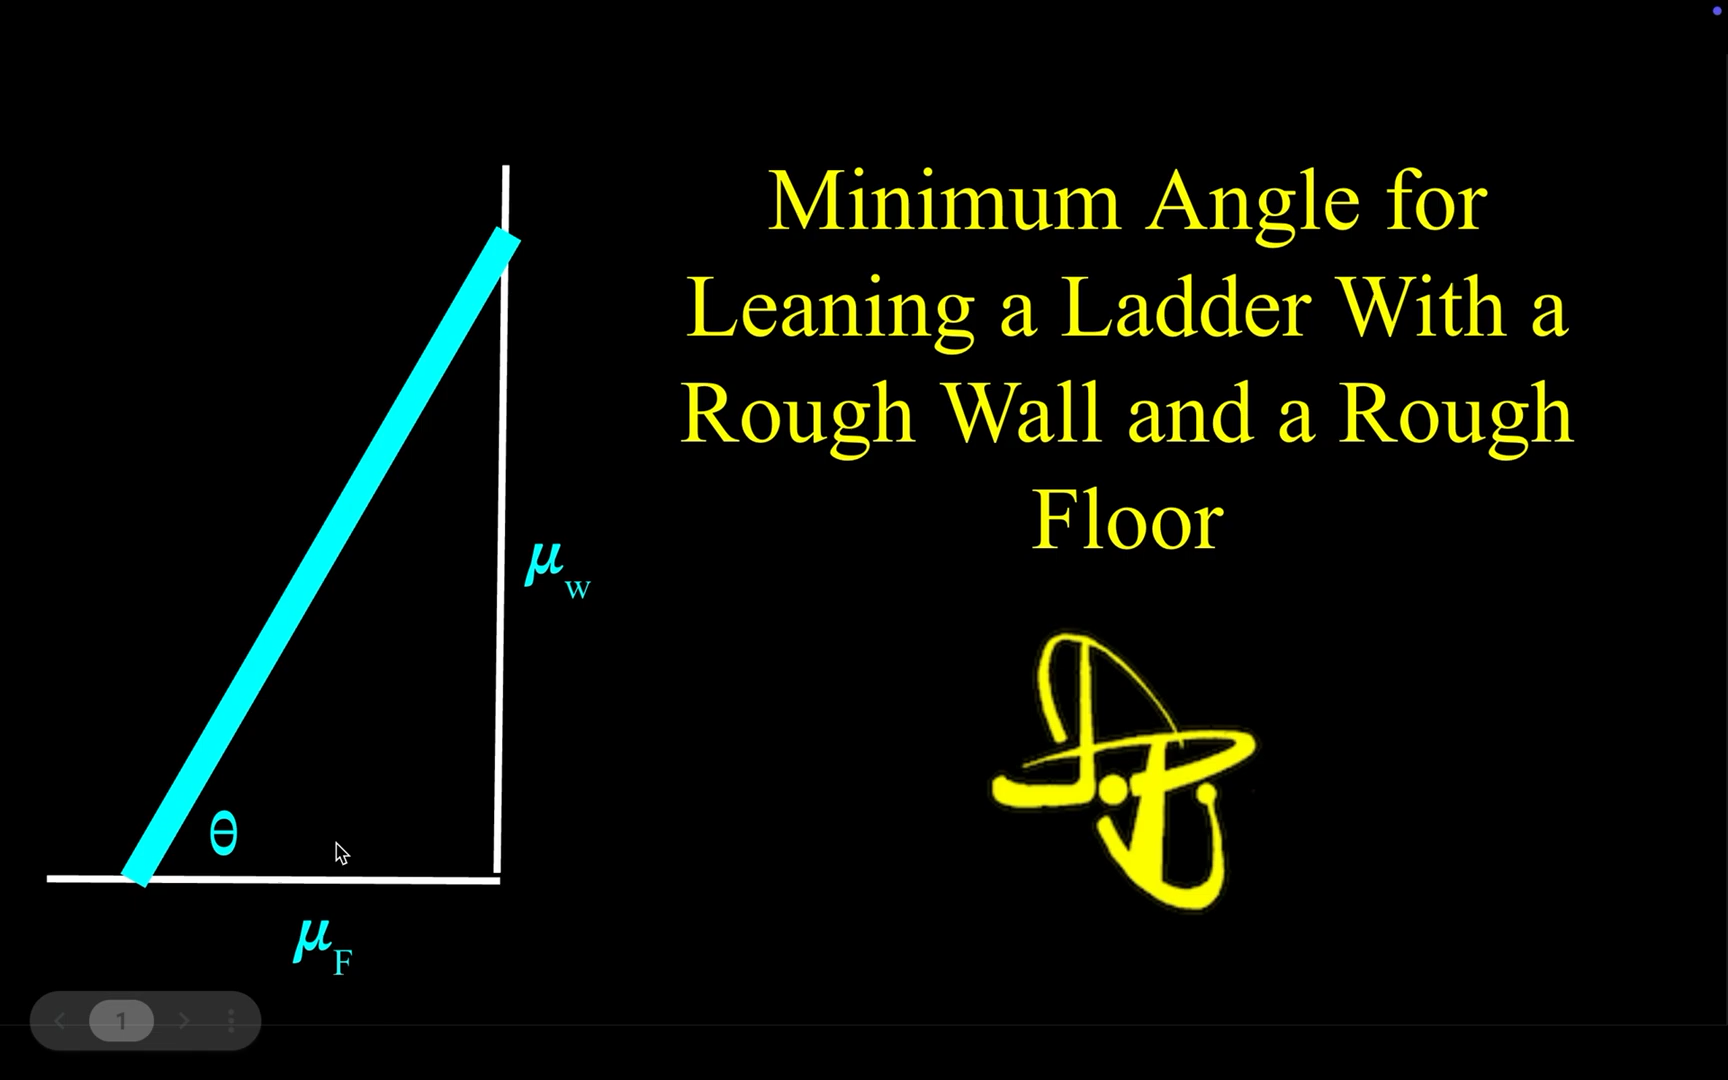 Minimum Angle for
Leaning a Ladder With a
Rough Wall and a Rough
Floor
μw
θ
μF
1